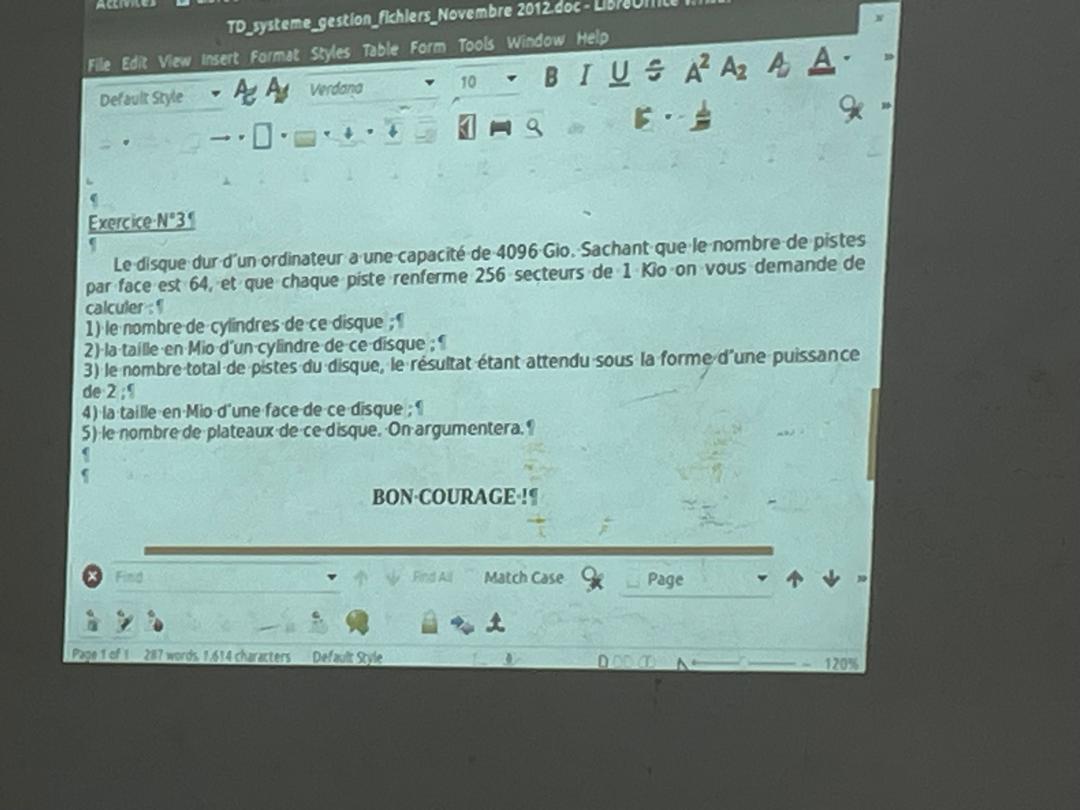 TD_systeme_gestion_fichiers_Novembre 2012.doc -
File Edit View Insert Format Styles Table Form Tools Window Help
Default Style Verdana 10
Exercice N°3
Le disque dur d'un ordinateur a une capacité de 4096 Gio. Sachant que le nombre de pistes
par face est 64, et que chaque piste renferme 256 secteurs de 1 Kio on vous demande de
calculer :
1) le nombre de cylindres de ce disque ;
2) la taille en Mio d'un cylindre de ce disque ;
3) le nombre total de pistes du disque, le résultat étant attendu sous la forme d'une puissance
de 2 ;
4) la taille en Mio d'une face de ce disque ;
5) le nombre de plateaux de ce disque. On argumentera.
BON COURAGE !
Find Find All Match Case Page
Page 1 of 1 287 words, 1,614 characters Default Style 120%